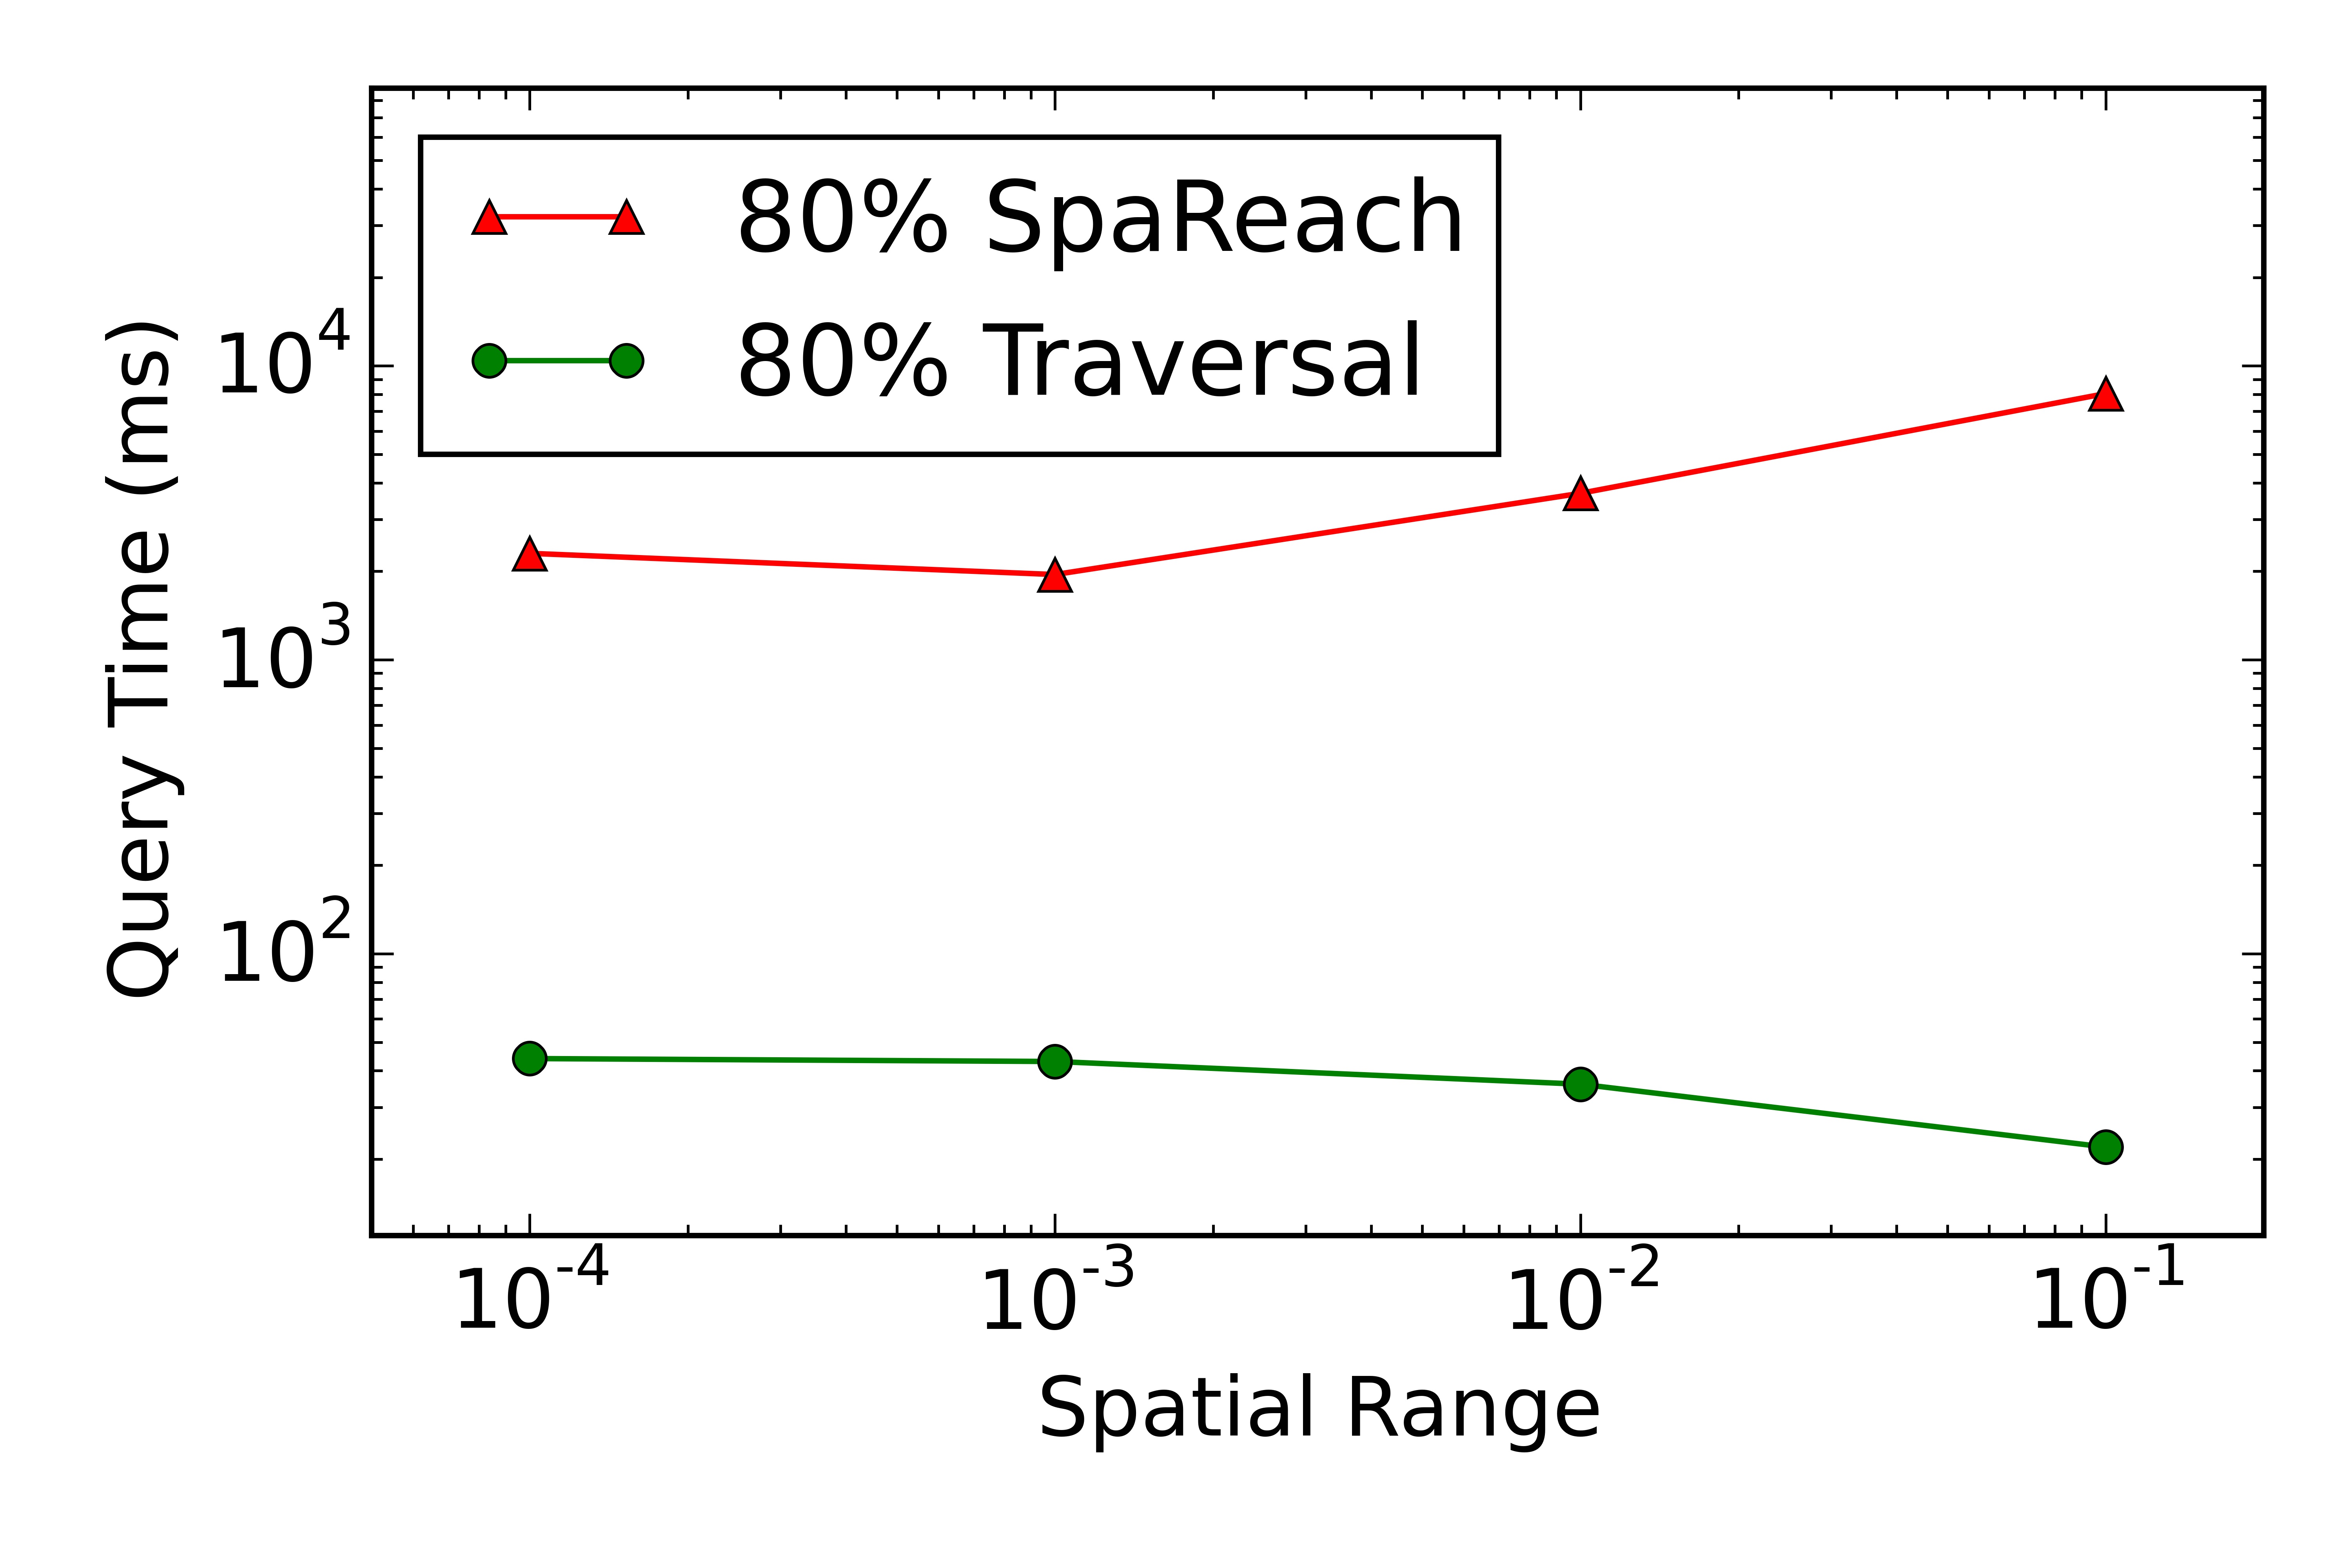 80% SpaReach
80% Traversal
Query Time (ms)
10^4
10^3
10^2
10^-4 10^-3 10^-2 10^-1
Spatial Range